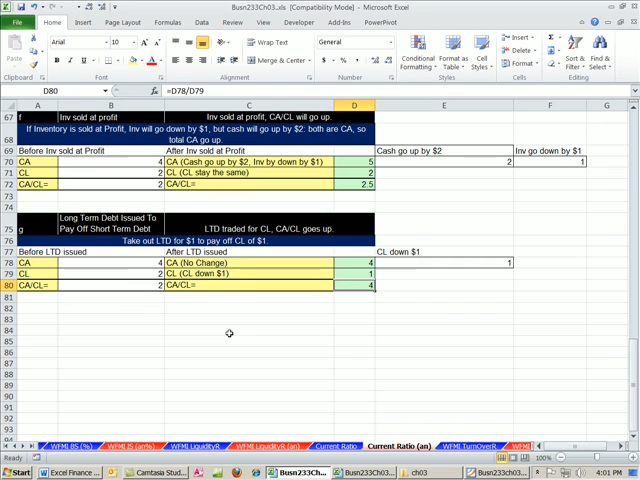 Busn233Ch03.xls [Compatibility Mode] - Microsoft Excel
File Home Insert Page Layout Formulas Data Review View Developer Add-Ins PowerPivot
Arial 10 Wrap Text General Insert
Paste B I U Merge & Center $ % , Conditional Formatting Format as Table Cell Styles Delete Format Sort & Filter Find & Select
Clipboard Font Alignment Number Styles Cells Editing
D80 fx =D78/D79
A B C D E F G
67 f Inv sold at profit Inv sold at profit, CA/CL will go up.
If Inventory is sold at Profit, Inv will go down by $1, but cash will go up by $2: both are CA, so
68 total CA go up.
69 Before Inv sold at Profit After Inv sold at Profit Cash go up by $2 Inv go down by $1
70 CA 4 CA (Cash go up by $2, Inv by down by $1) 5 2 1
71 CL 2 CL (CL stay the same) 2
72 CA/CL= 2 CA/CL= 2.5
73
74
Long Term Debt Issued To
75 g Pay Off Short Term Debt LTD traded for CL, CA/CL goes up.
76 Take out LTD for $1 to pay off CL of $1.
77 Before LTD issued After LTD issued CL down $1
78 CA 4 CA (No Change) 4 1
79 CL 2 CL (CL down $1) 1
80 CA/CL= 2 CA/CL= 4
81
82
83
84
85
86
87
88
89
90
91
92
93
94
WFMI BS (%) WFMI IS (an%) WFMI LiquidityR WFMI LiquidityR (an) Current Ratio Current Ratio (an) WFMI TurnOverR WFMI
Ready 100%
Start Excel Finance ... Camtasia Stud... Busn233Ch... Busn233Ch03... ch03 Busn233ch03... 4:01 PM